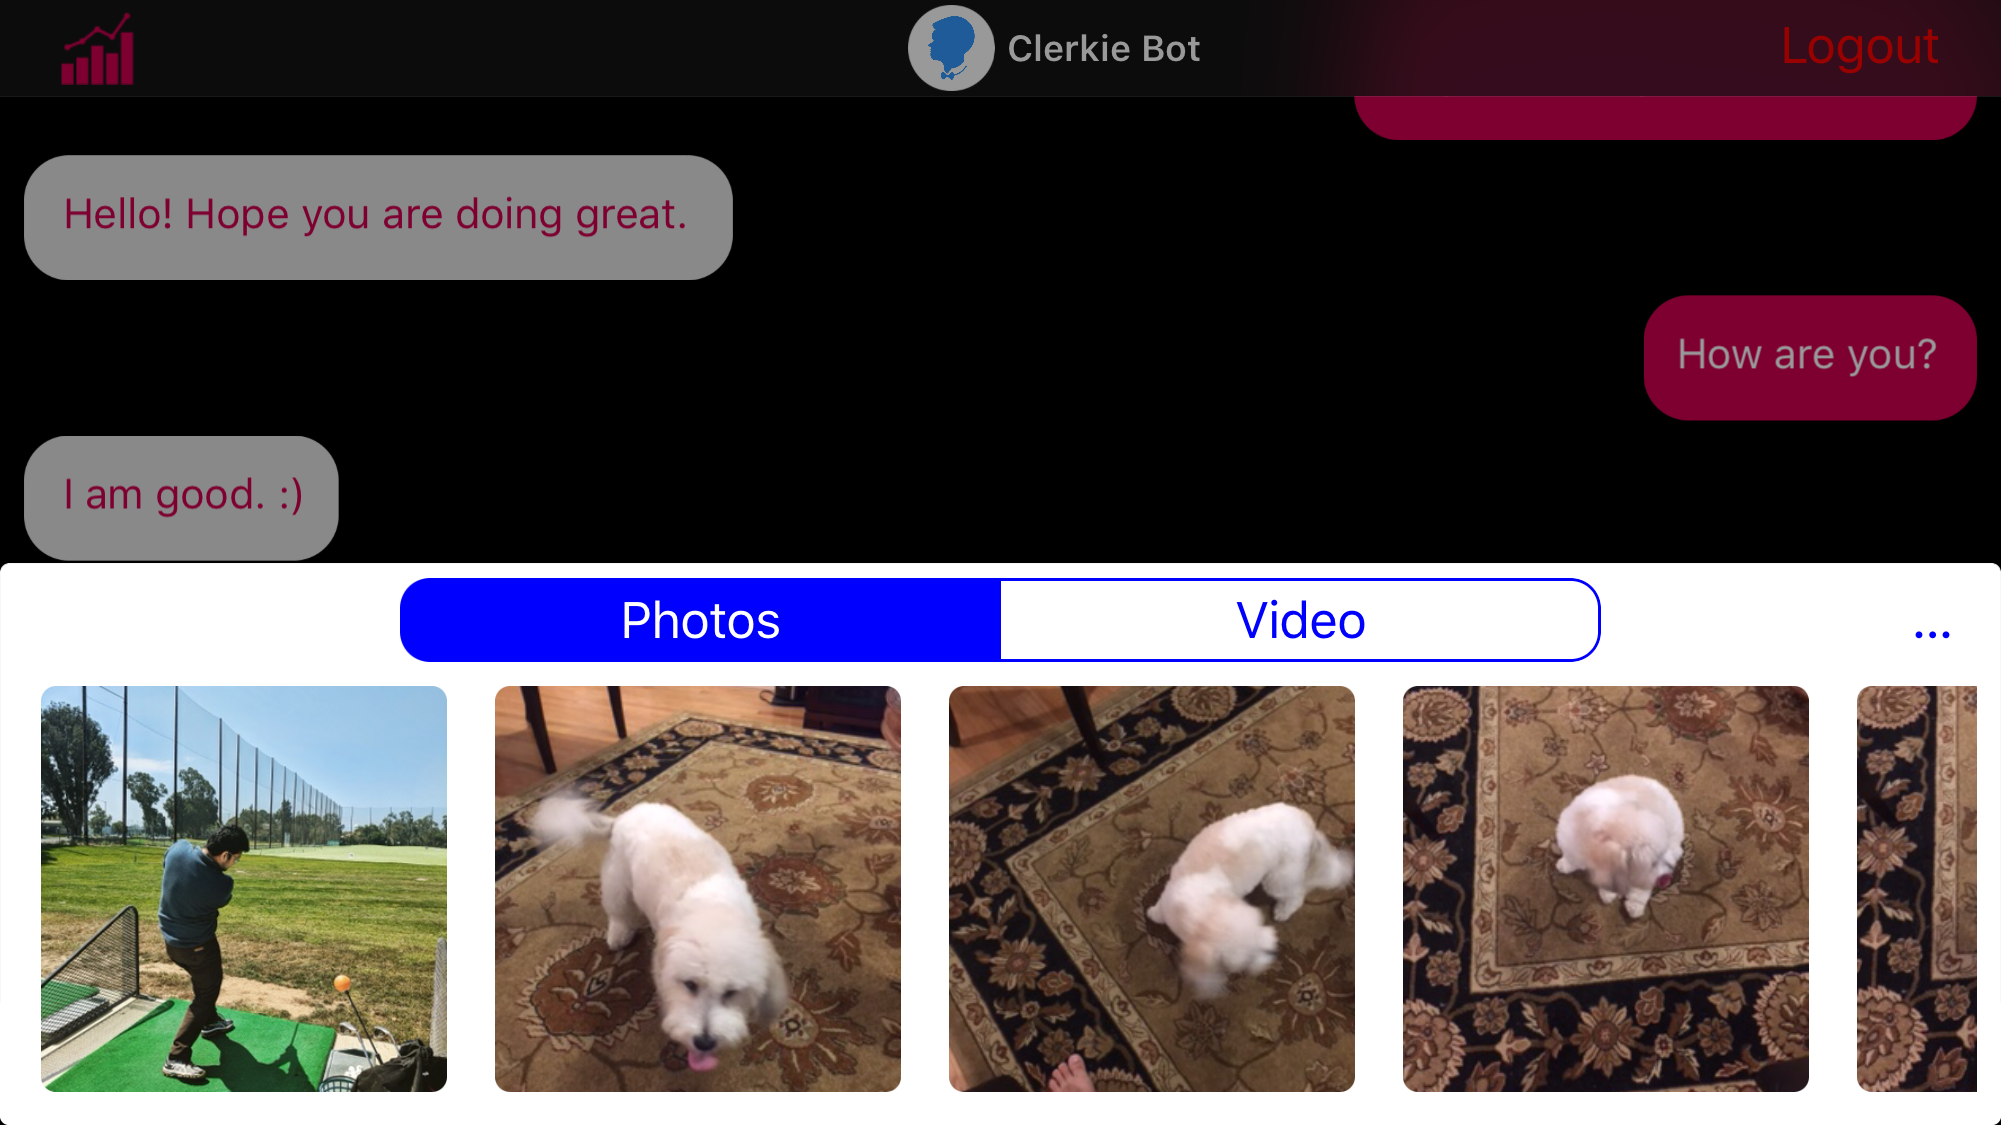 Clerkie Bot
Logout
Hello! Hope you are doing great.
How are you?
I am good. :)
Photos
Video
...